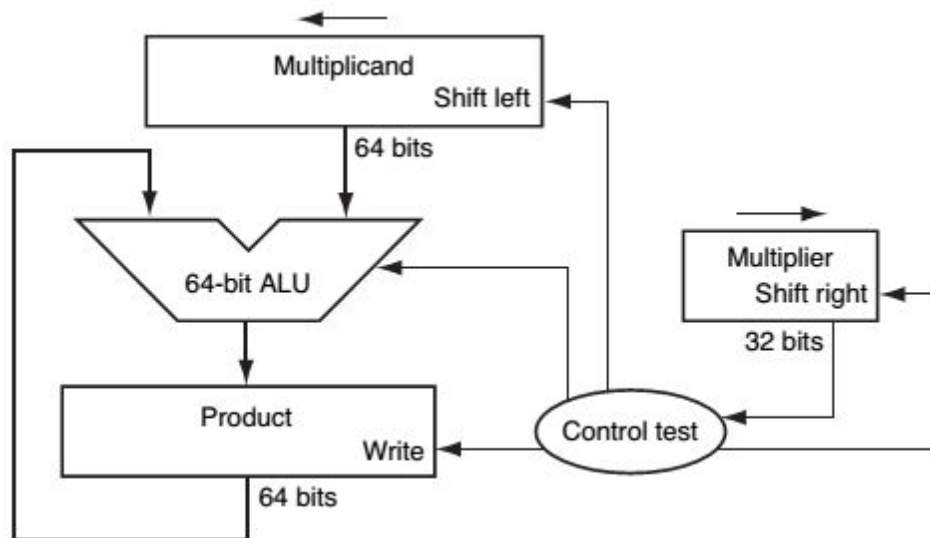 Multiplicand
Shift left
64 bits
64-bit ALU
Multiplier
Shift right
32 bits
Product
Write
Control test
64 bits